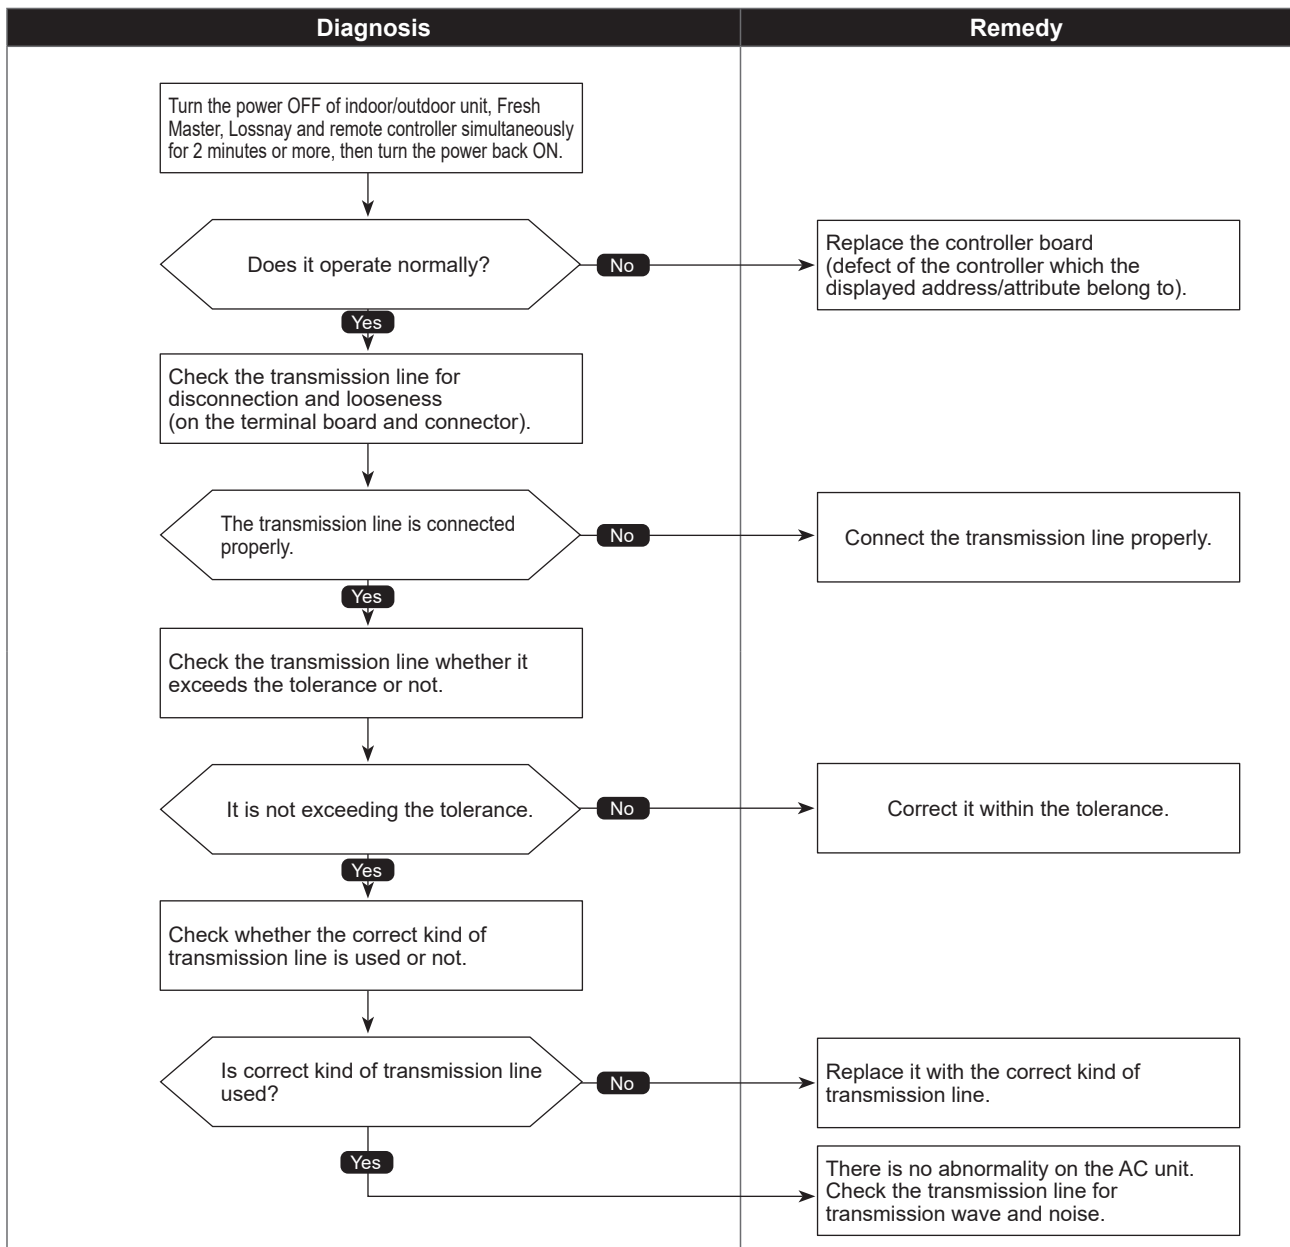 Diagnosis
Remedy
Turn the power OFF of indoor/outdoor unit, Fresh
Master, Lossnay and remote controller simultaneously
for 2 minutes or more, then turn the power back ON.
Does it operate normally?
No
Replace the controller board
(defect of the controller which the
displayed address/attribute belong to).
Yes
Check the transmission line for
disconnection and looseness
(on the terminal board and connector).
The transmission line is connected
properly.
No
Connect the transmission line properly.
Yes
Check the transmission line whether it
exceeds the tolerance or not.
It is not exceeding the tolerance.
No
Correct it within the tolerance.
Yes
Check whether the correct kind of
transmission line is used or not.
Is correct kind of transmission line
used?
No
Replace it with the correct kind of
transmission line.
Yes
There is no abnormality on the AC unit.
Check the transmission line for
transmission wave and noise.